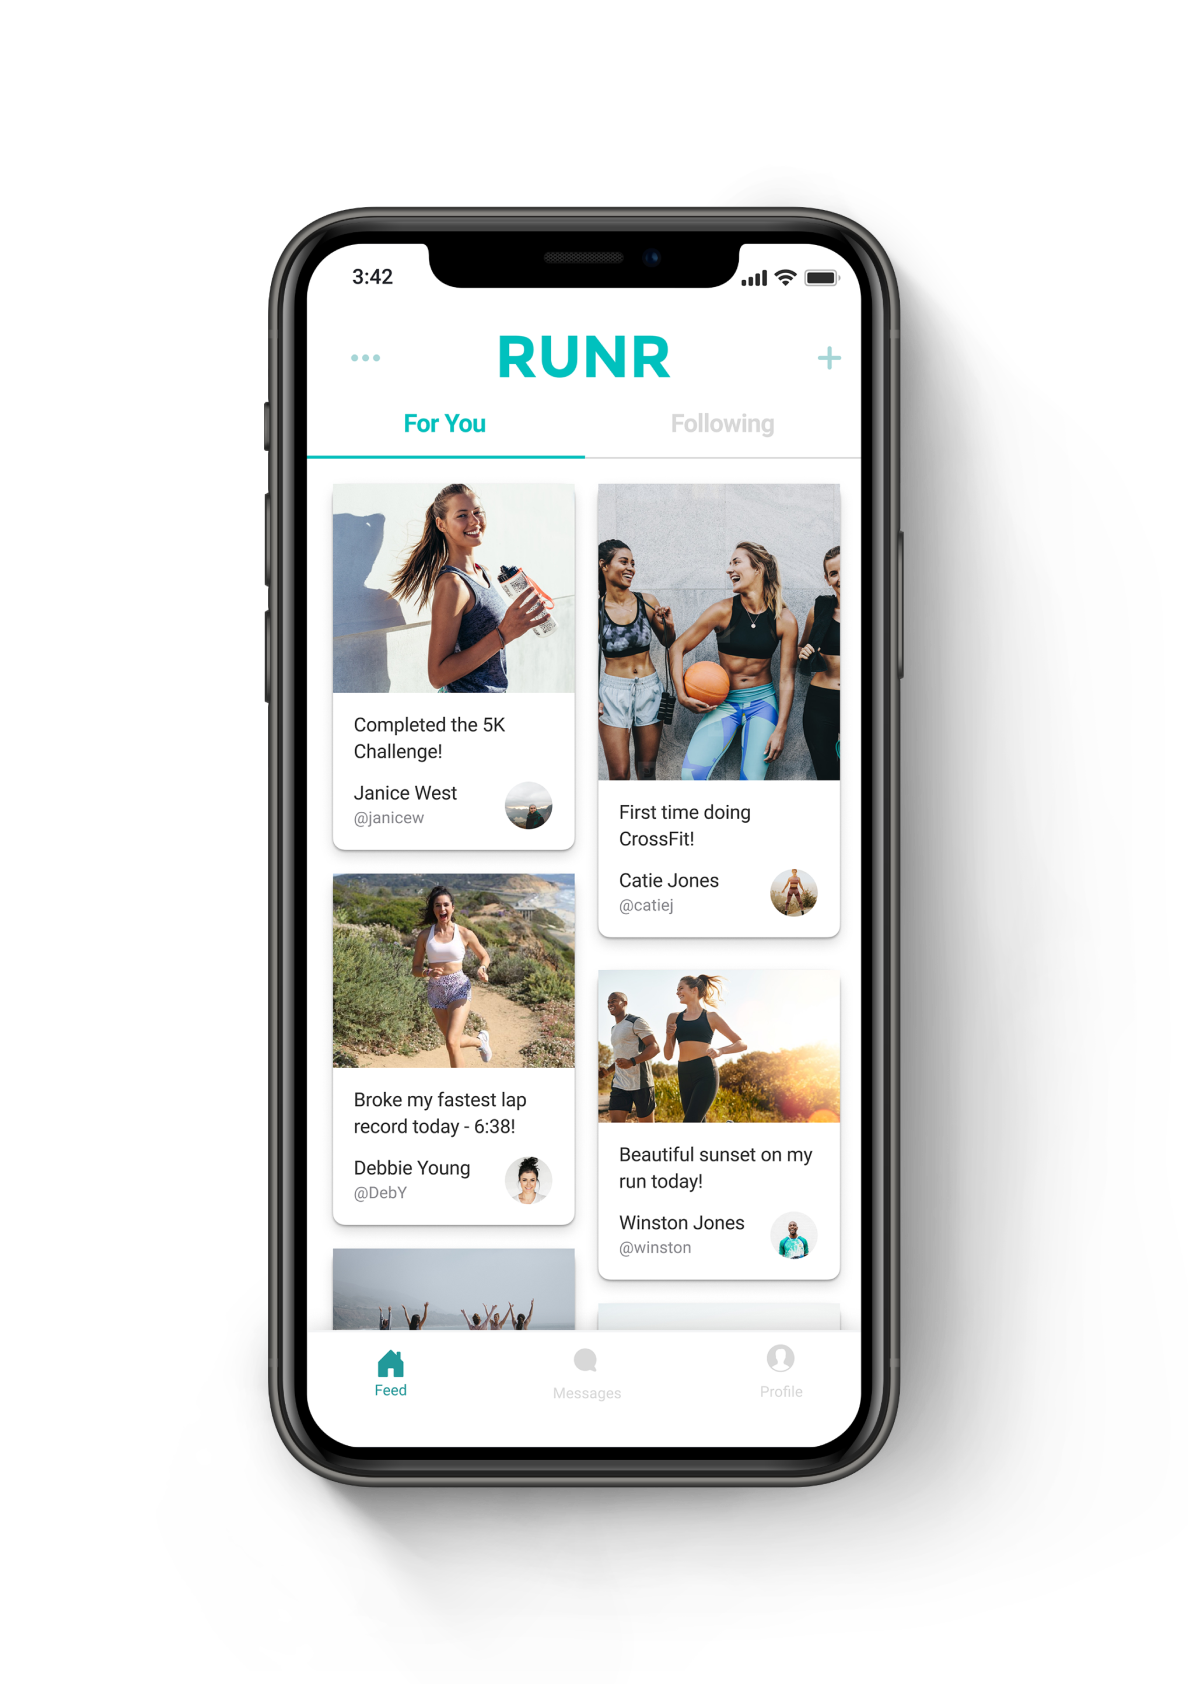 3:42
RUNR
For You
Following
Completed the 5K
Challenge!
Janice West
@janicew
First time doing
CrossFit!
Catie Jones
@catiej
Broke my fastest lap
record today - 6:38!
Debbie Young
@DebY
Beautiful sunset on my
run today!
Winston Jones
@winston
Feed
Messages
Profile